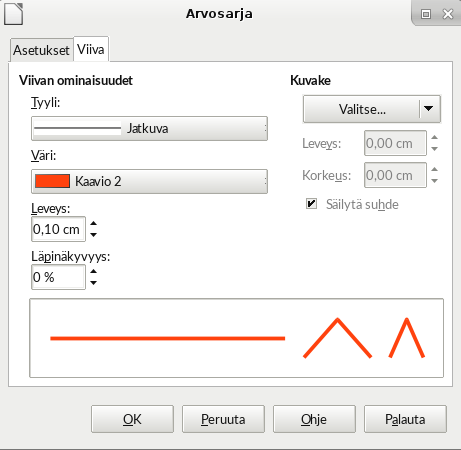 Arvosarja
Asetukset Viiva
Viivan ominaisuudet
Tyyli:
Jatkuva
Väri:
Kaavio 2
Leveys:
0,10 cm
Läpinäkyvyys:
0 %
Kuvake
Valitse...
Leveys: 0,00 cm
Korkeus: 0,00 cm
Säilytä suhde
OK Peruuta Ohje Palauta